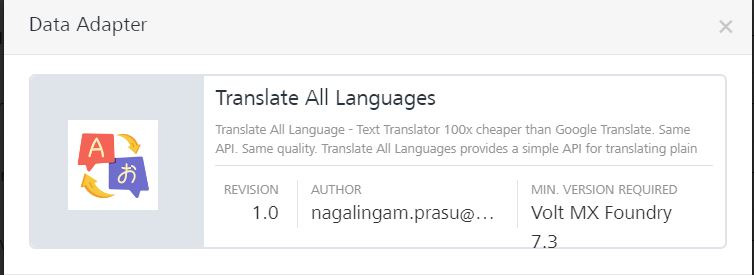 Data Adapter
×
Translate All Languages
Translate All Language - Text Translator 100x cheaper than Google Translate. Same
API. Same quality. Translate All Languages provides a simple API for translating plain
REVISION
1.0
AUTHOR
nagalingam.prasu@...
MIN. VERSION REQUIRED
Volt MX Foundry
7.3
A
お